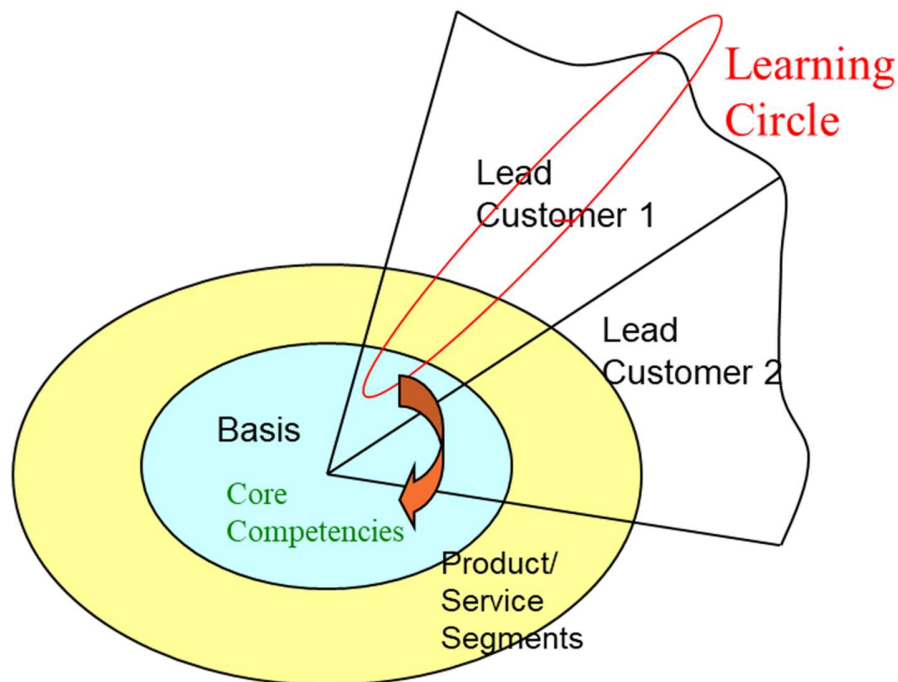 Learning
Circle
Lead
Customer 1
Lead
Customer 2
Basis
Core
Competencies
Product/
Service
Segments